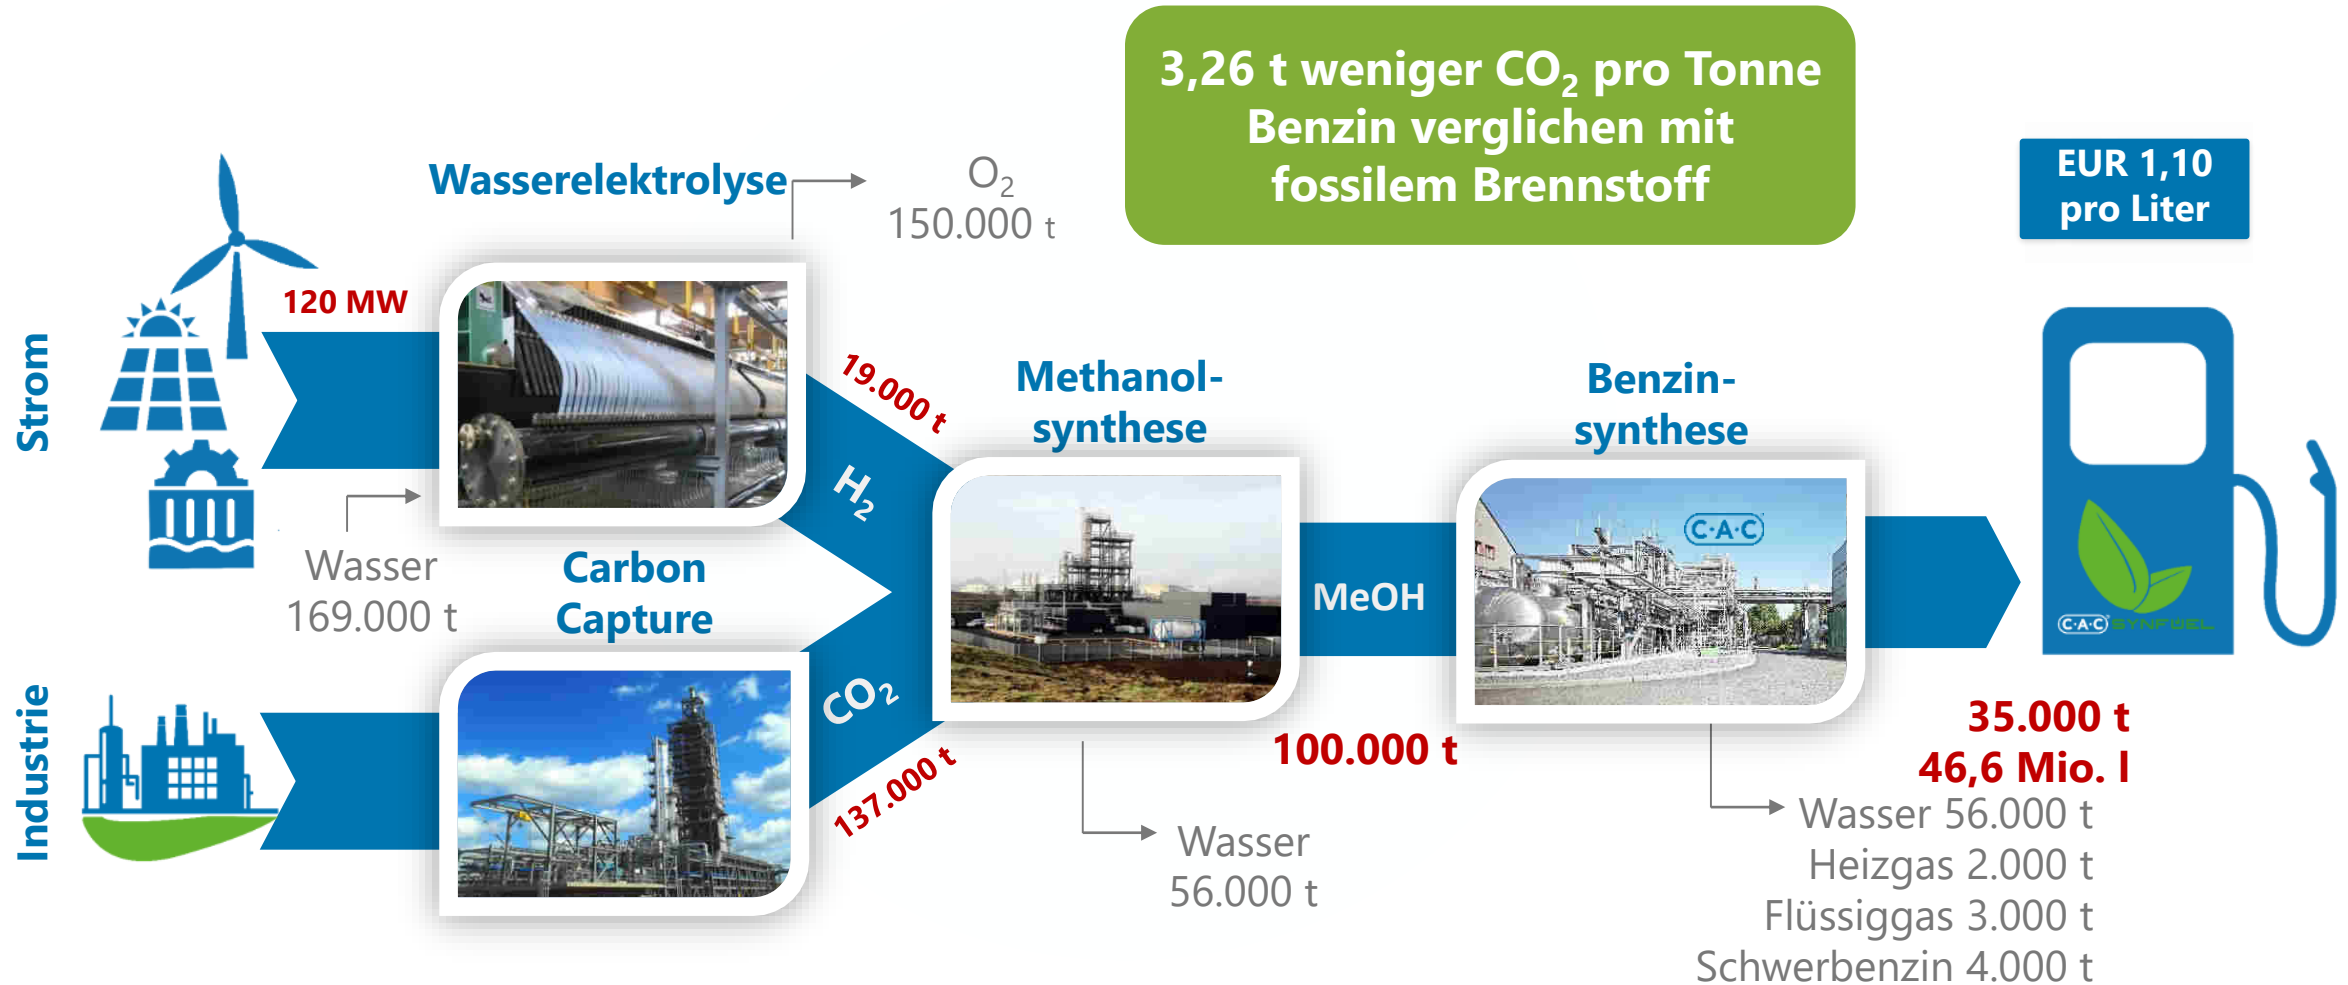 3,26 t weniger CO₂ pro Tonne
Benzin verglichen mit
fossilem Brennstoff
EUR 1,10
pro Liter
Wasserelektrolyse
O₂
150.000 t
Strom
120 MW
Wasser
169.000 t
19.000 t
H₂
Carbon
Capture
Industrie
CO₂
137.000 t
Methanol-
synthese
Wasser
56.000 t
MeOH
100.000 t
Benzin-
synthese
C·A·C
C·A·C SYNFUEL
35.000 t
46,6 Mio. l
Wasser 56.000 t
Heizgas 2.000 t
Flüssiggas 3.000 t
Schwerbenzin 4.000 t